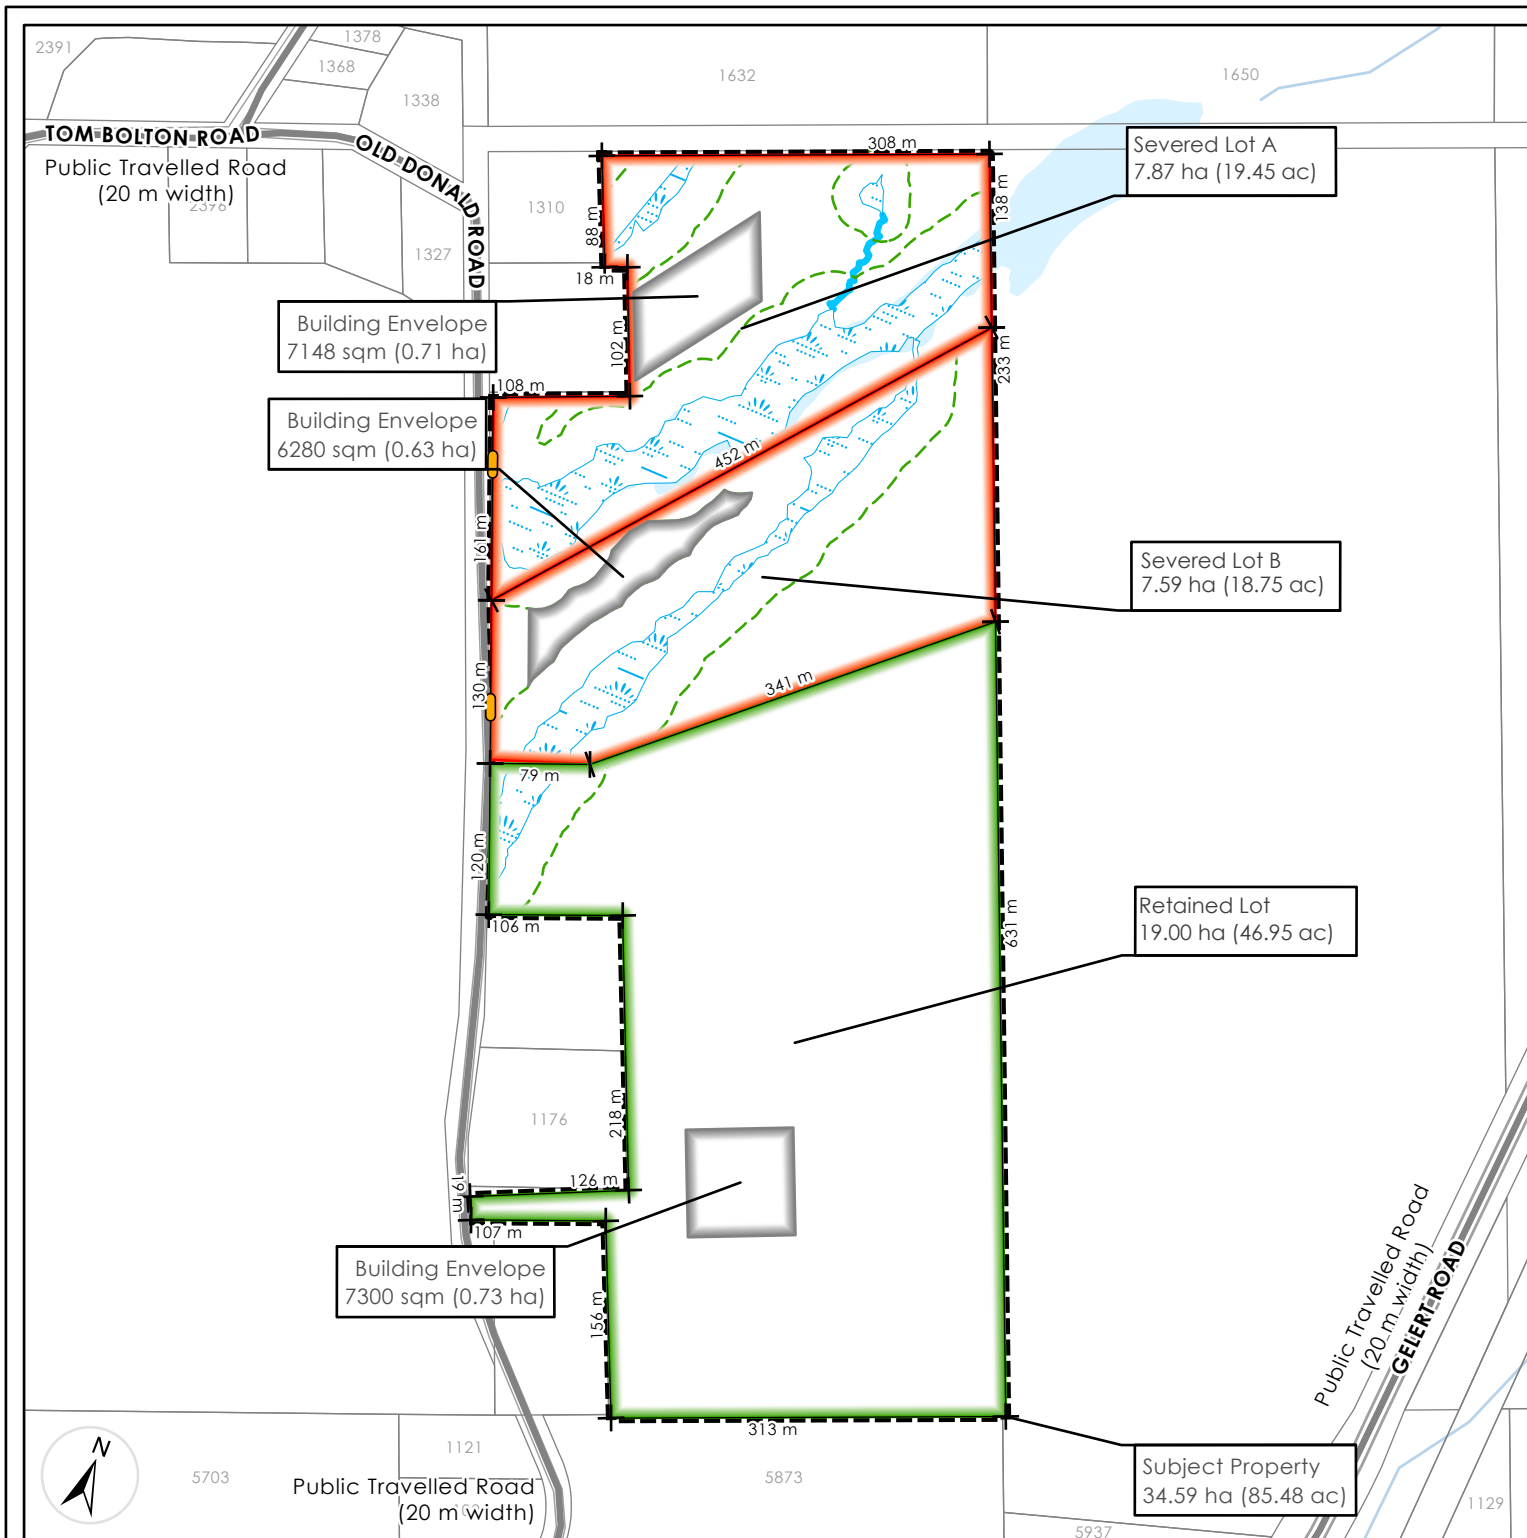 2391
1378
1368
1338
1632
1650
TOM BOLTON ROAD
Public Travelled Road
(20 m width)
2396
OLD DONALD ROAD
1310
1327
308 m
138 m
88 m
18 m
102 m
108 m
233 m
452 m
161 m
130 m
341 m
79 m
120 m
106 m
631 m
218 m
126 m
19 m
107 m
156 m
313 m
Severed Lot A
7.87 ha (19.45 ac)
Building Envelope
7148 sqm (0.71 ha)
Building Envelope
6280 sqm (0.63 ha)
Severed Lot B
7.59 ha (18.75 ac)
Retained Lot
19.00 ha (46.95 ac)
1176
Building Envelope
7300 sqm (0.73 ha)
Public Travelled Road
(20 m width)
GELERT ROAD
Subject Property
34.59 ha (85.48 ac)
N
5703
1121
Public Travelled Road
(20 m width)
5873
5937
1129